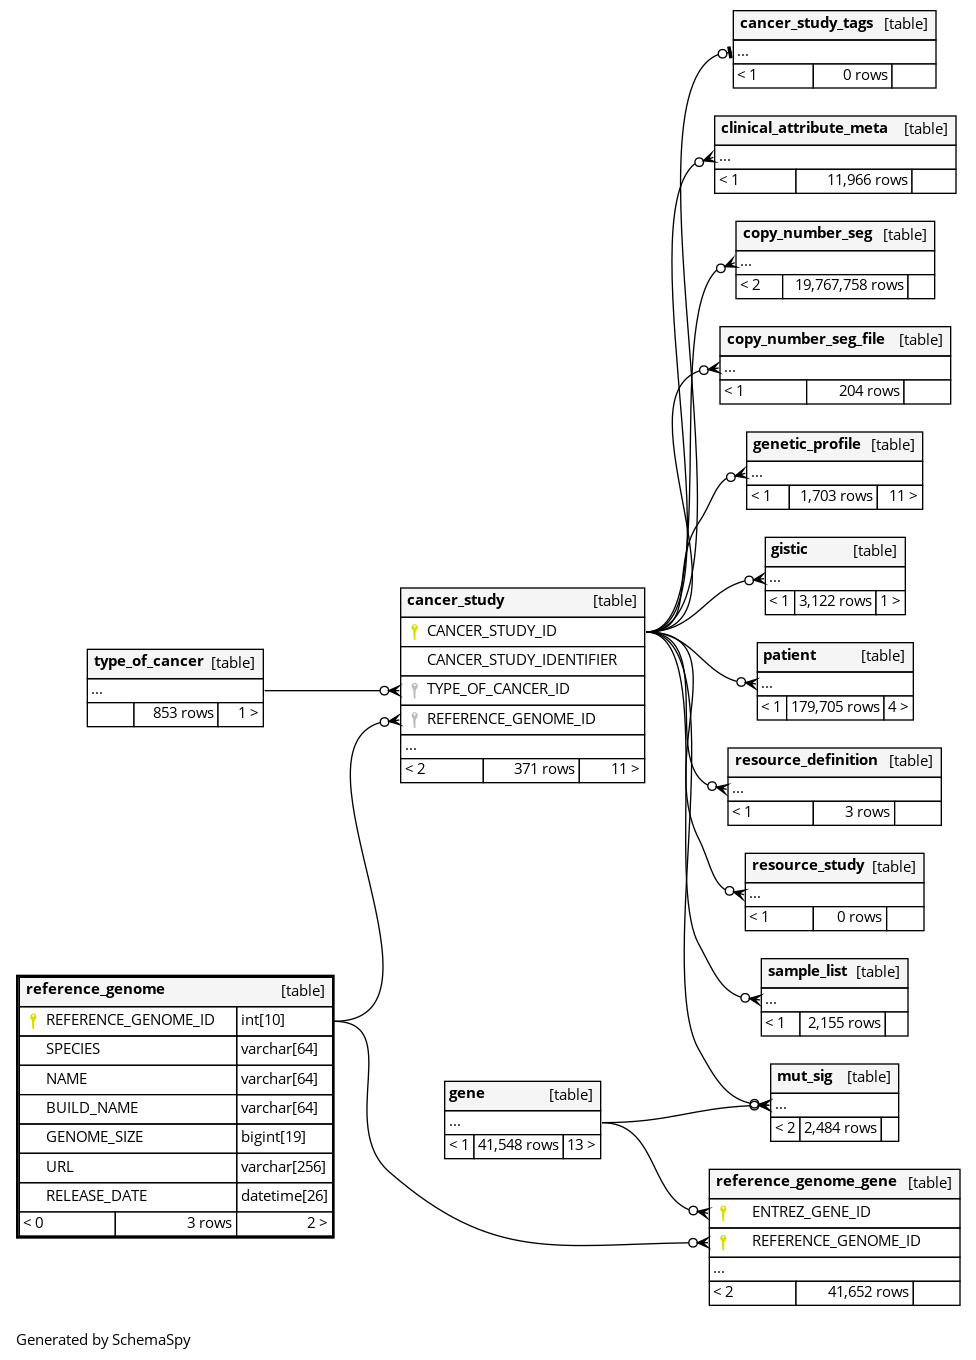 cancer_study_tags [table]
...
< 1 0 rows
clinical_attribute_meta [table]
...
< 1 11,966 rows
copy_number_seg [table]
...
< 2 19,767,758 rows
copy_number_seg_file [table]
...
< 1 204 rows
genetic_profile [table]
...
< 1 1,703 rows 11 >
gistic [table]
...
< 1 3,122 rows 1 >
cancer_study [table]
CANCER_STUDY_ID
CANCER_STUDY_IDENTIFIER
TYPE_OF_CANCER_ID
REFERENCE_GENOME_ID
...
< 2 371 rows 11 >
type_of_cancer [table]
...
853 rows 1 >
patient [table]
...
< 1 179,705 rows 4 >
resource_definition [table]
...
< 1 3 rows
resource_study [table]
...
< 1 0 rows
sample_list [table]
...
< 1 2,155 rows
reference_genome [table]
REFERENCE_GENOME_ID int[10]
SPECIES varchar[64]
NAME varchar[64]
BUILD_NAME varchar[64]
GENOME_SIZE bigint[19]
URL varchar[256]
RELEASE_DATE datetime[26]
< 0 3 rows 2 >
gene [table]
...
< 1 41,548 rows 13 >
mut_sig [table]
...
< 2 2,484 rows
reference_genome_gene [table]
ENTREZ_GENE_ID
REFERENCE_GENOME_ID
...
< 2 41,652 rows
Generated by SchemaSpy